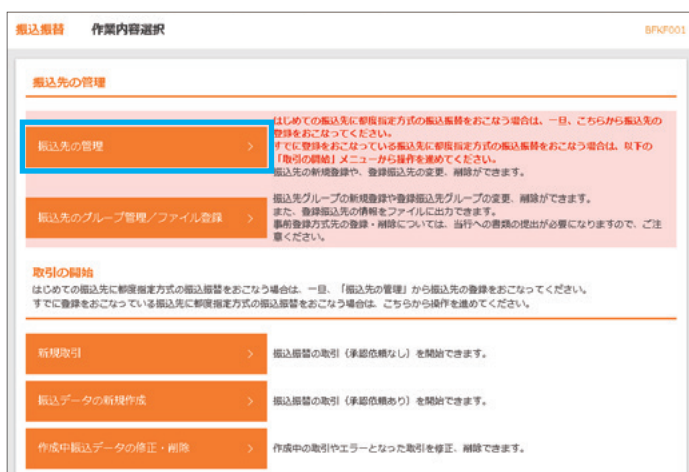 振込振替 作業内容選択 BFKF001
振込先の管理
振込先の管理 >
はじめての振込先に都度指定方式の振込振替をおこなう場合は、一旦、こちらから振込先の
登録をおこなってください。
すでに登録をおこなっている振込先に都度指定方式の振込振替をおこなう場合は、以下の
「取引の開始」メニューから操作を進めてください。
振込先の新規登録や、登録振込先の変更、削除ができます。
振込先のグループ管理/ファイル登録 >
振込先グループの新規登録や登録振込先グループの変更、削除ができます。
また、登録振込先の情報をファイルに出力できます。
事前登録方式先の登録・削除については、当行への書類の提出が必要になりますので、ご注
意ください。
取引の開始
はじめての振込先に都度指定方式の振込振替をおこなう場合は、一旦、「振込先の管理」から振込先の登録をおこなってください。
すでに登録をおこなっている振込先に都度指定方式の振込振替をおこなう場合は、こちらから操作を進めてください。
新規取引 > 振込振替の取引(承認依頼なし)を開始できます。
振込データの新規作成 > 振込振替の取引(承認依頼あり)を開始できます。
作成中振込データの修正・削除 > 作成中の取引やエラーとなった取引を修正、削除できます。